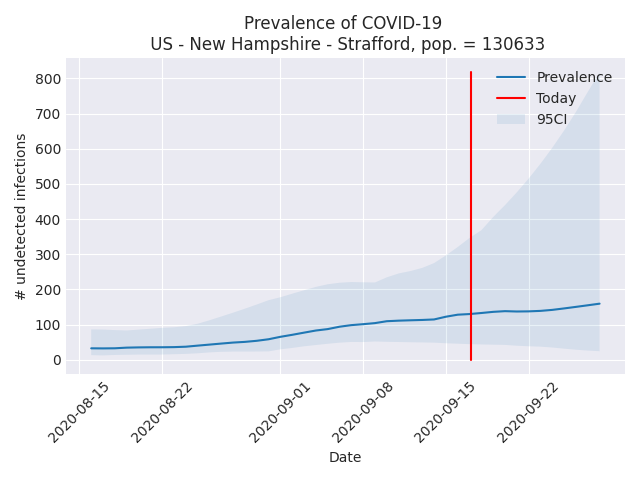 Prevalence of COVID-19
US - New Hampshire - Strafford, pop. = 130633
Prevalence
Today
95CI
800
700
600
500
400
300
200
100
0
# undetected infections
2020-08-15
2020-08-22
2020-09-01
2020-09-08
2020-09-15
2020-09-22
Date